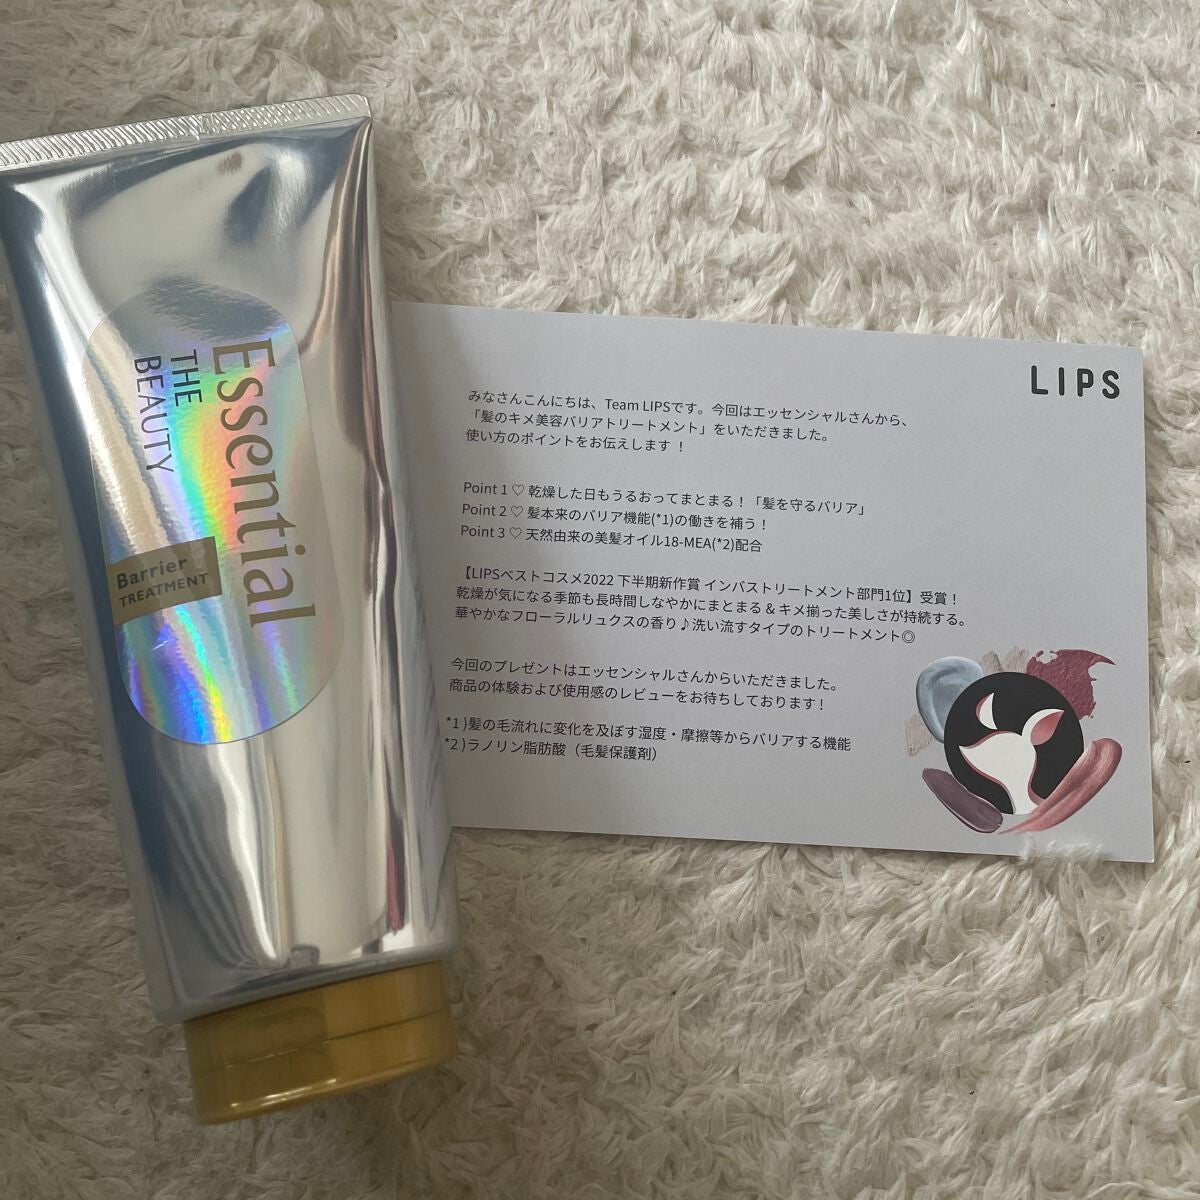 Essential
THE
BEAUTY
Barrier
TREATMENT
LIPS
みなさんこんにちは、Team LIPSです。今回はエッセンシャルさんから、
「髪のキメ美容バリアトリートメント」をいただきました。
使い方のポイントをお伝えします！
Point 1 ♡ 乾燥した日もうるおってまとまる！「髪を守るバリア」
Point 2 ♡ 髪本来のバリア機能(*1)の働きを補う！
Point 3 ♡ 天然由来の美髪オイル18-MEA(*2)配合
【LIPSベストコスメ2022 下半期新作賞 インバストリートメント部門1位】受賞！
乾燥が気になる季節も長時間しなやかにまとまる＆キメ揃った美しさが持続する。
華やかなフローラルリュクスの香り♪洗い流すタイプのトリートメント◎
今回のプレゼントはエッセンシャルさんからいただきました。
商品の体験および使用感のレビューをお待ちしております！
*1 )髪の毛流れに変化を及ぼす湿度・摩擦等からバリアする機能
*2 )ラノリン脂肪酸（毛髪保護剤）